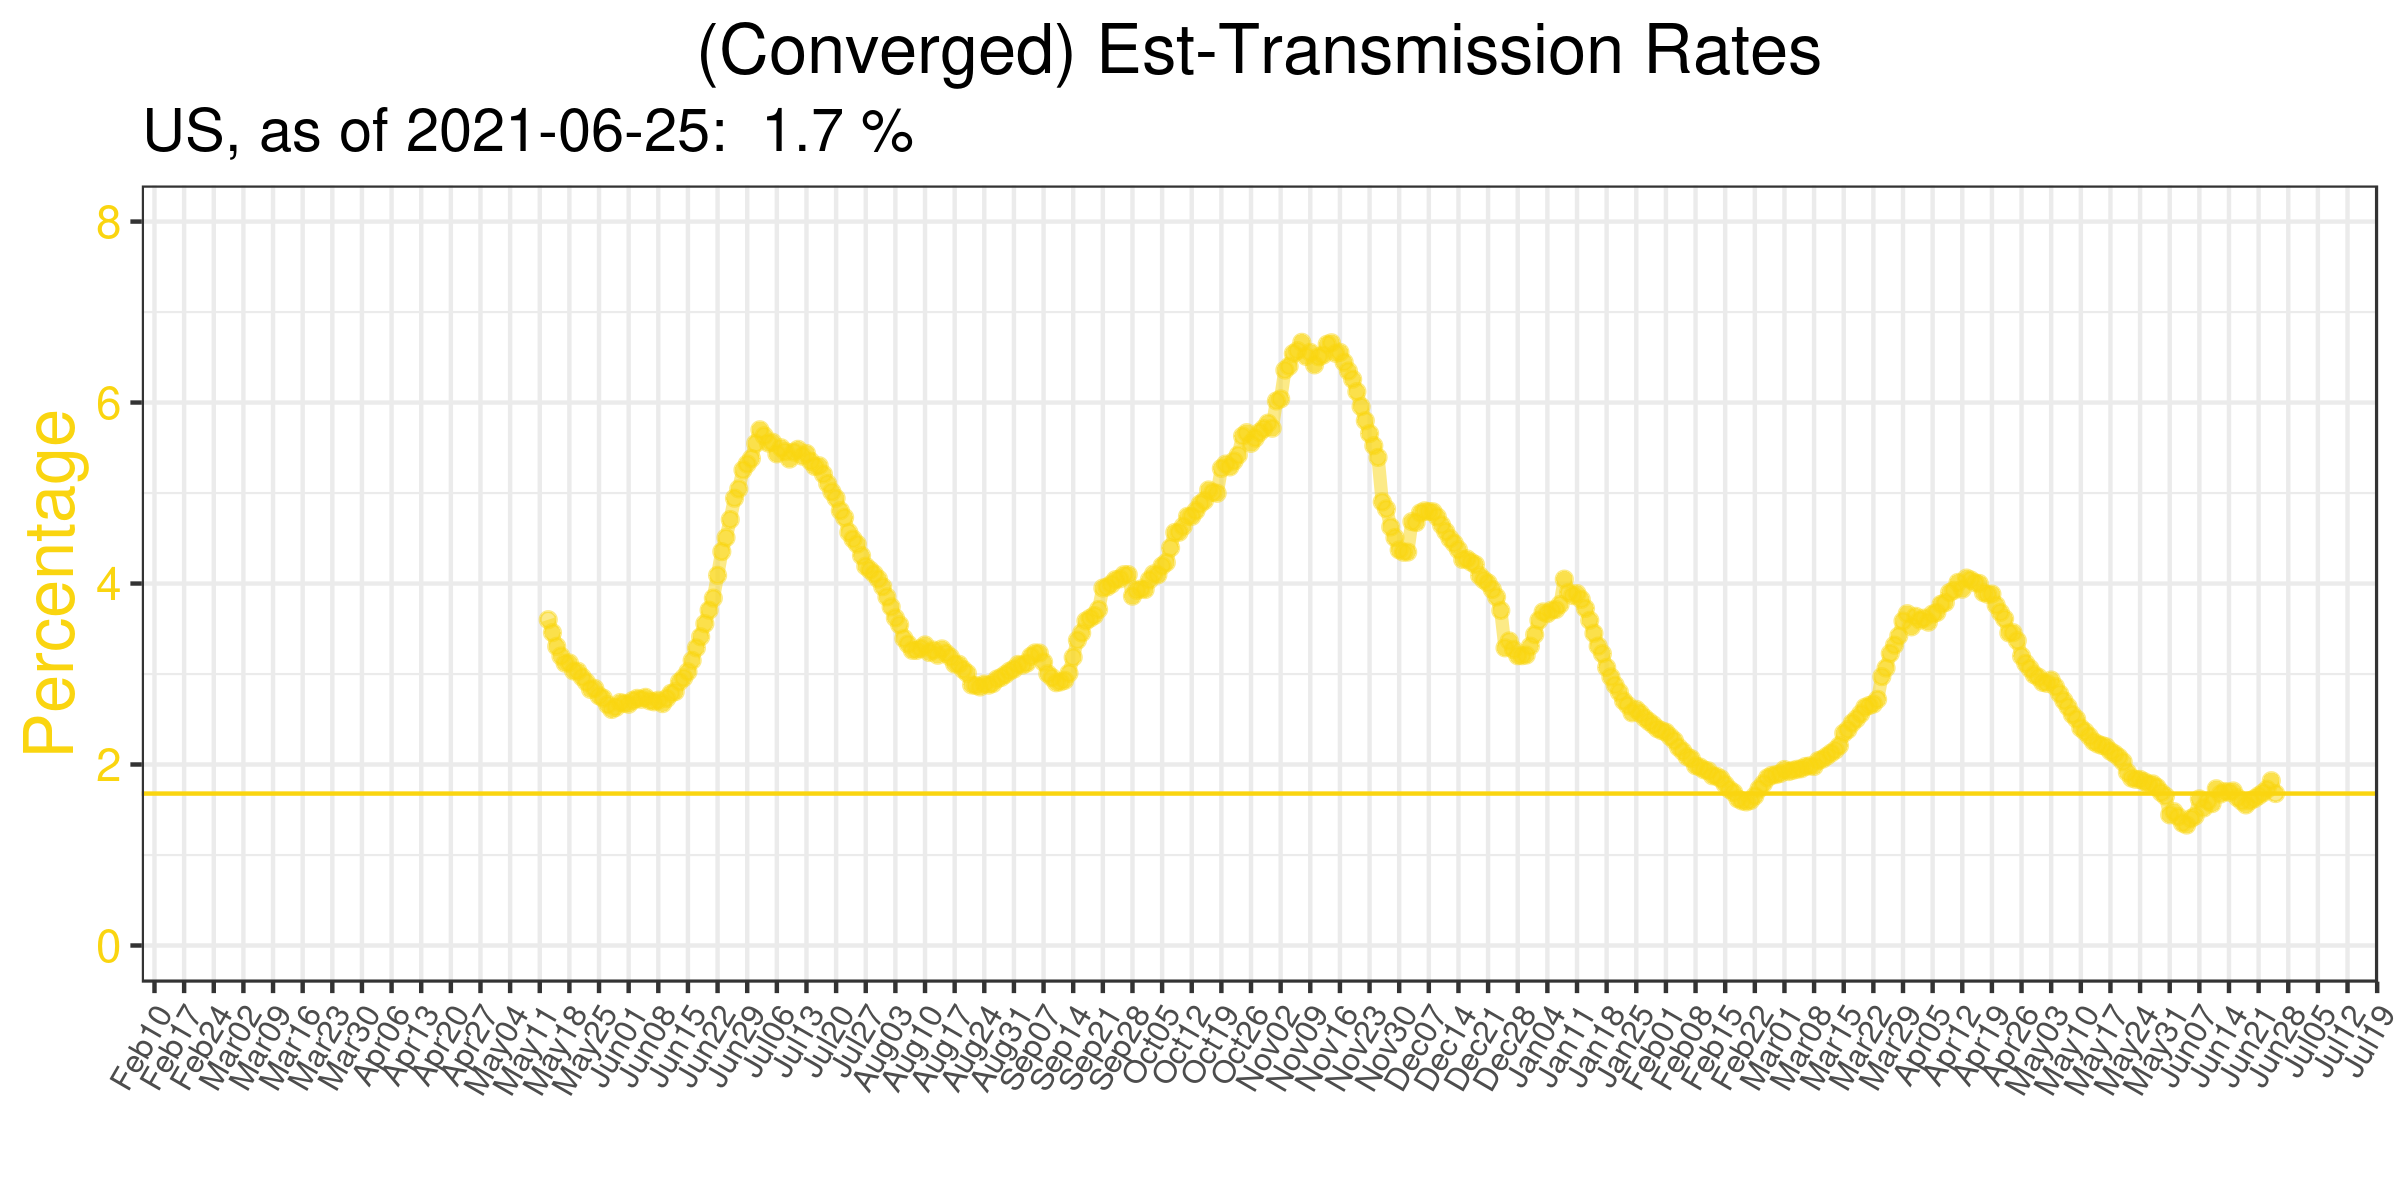 (Converged) Est-Transmission Rates
US, as of 2021-06-25:  1.7 %
Percentage
8
6
4
2
0
Feb10
Feb17
Feb24
Mar02
Mar09
Mar16
Mar23
Mar30
Apr06
Apr13
Apr20
Apr27
May04
May11
May18
May25
Jun01
Jun08
Jun15
Jun22
Jun29
Jul06
Jul13
Jul20
Jul27
Aug03
Aug10
Aug17
Aug24
Aug31
Sep07
Sep14
Sep21
Sep28
Oct05
Oct12
Oct19
Oct26
Nov02
Nov09
Nov16
Nov23
Nov30
Dec07
Dec14
Dec21
Dec28
Jan04
Jan11
Jan18
Jan25
Feb01
Feb08
Feb15
Feb22
Mar01
Mar08
Mar15
Mar22
Mar29
Apr05
Apr12
Apr19
Apr26
May03
May10
May17
May24
May31
Jun07
Jun14
Jun21
Jun28
Jul05
Jul12
Jul19